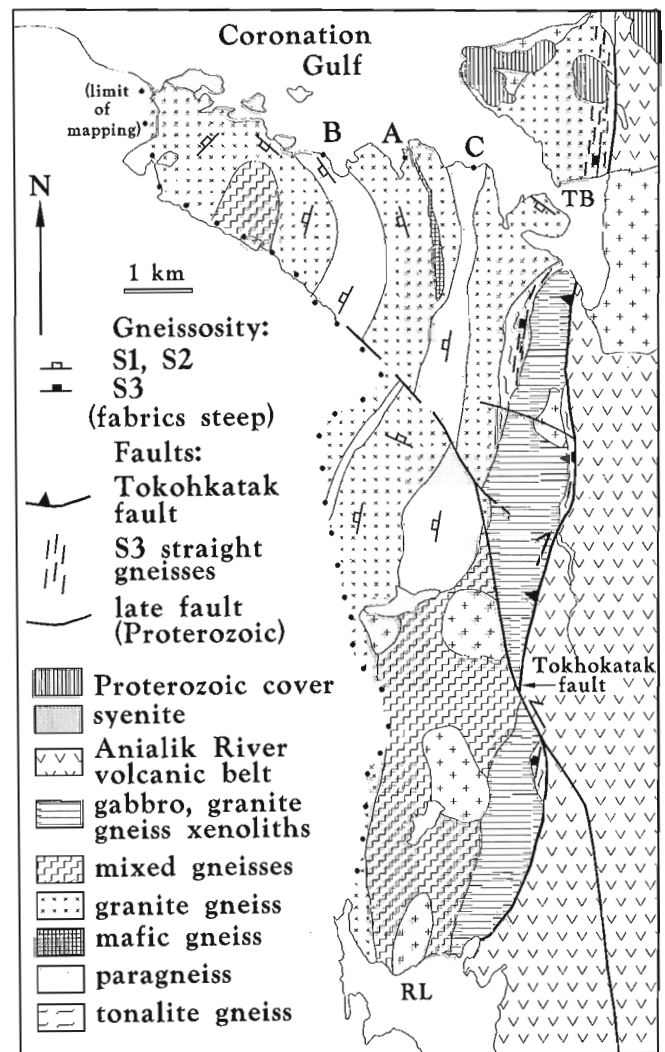 Coronation
Gulf
(limit
of
mapping)
B
A
C
TB
N
1 km
Gneissosity:
S1, S2
S3
(fabrics steep)
Faults:
Tokohkatak
fault
S3 straight
gneisses
late fault
(Proterozoic)
Tokhokatak
fault
Proterozoic cover
syenite
Anialik River
volcanic belt
gabbro, granite
gneiss xenoliths
mixed gneisses
granite gneiss
mafic gneiss
paragneiss
tonalite gneiss
RL